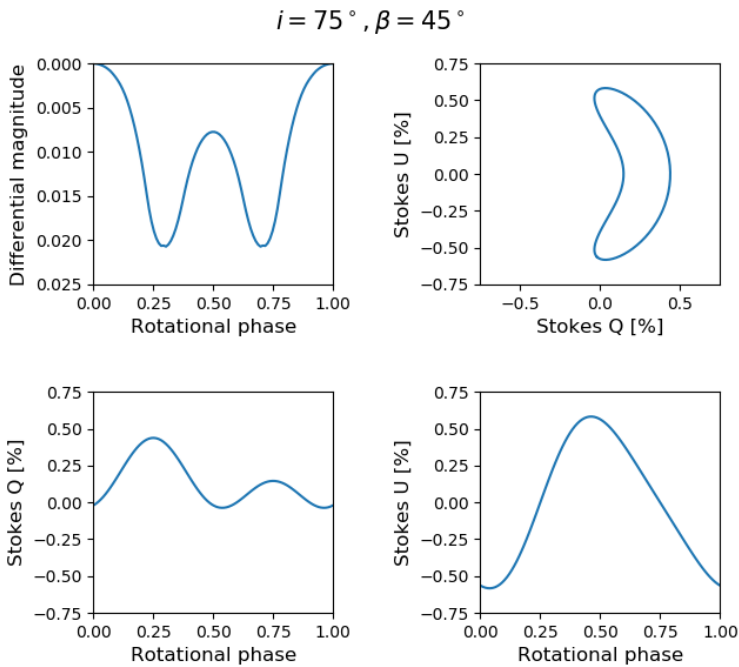 i = 75°, β = 45°
0.000
0.005
0.010
0.015
0.020
0.025
Differential magnitude
0.00 0.25 0.50 0.75 1.00
Rotational phase
0.75
0.50
0.25
0.00
−0.25
−0.50
−0.75
Stokes U [%]
−0.5 0.0 0.5
Stokes Q [%]
0.75
0.50
0.25
0.00
−0.25
−0.50
−0.75
Stokes Q [%]
0.00 0.25 0.50 0.75 1.00
Rotational phase
0.75
0.50
0.25
0.00
−0.25
−0.50
−0.75
Stokes U [%]
0.00 0.25 0.50 0.75 1.00
Rotational phase